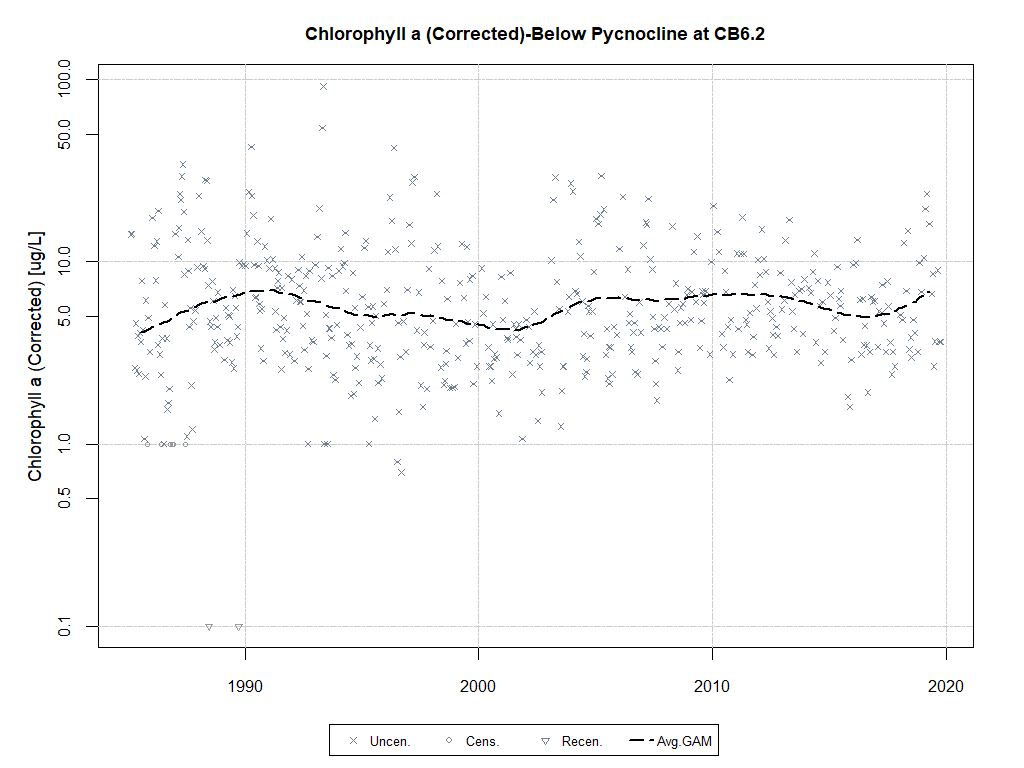 Chlorophyll a (Corrected)-Below Pycnocline at CB6.2
Chlorophyll a (Corrected) [ug/L]
100.0
50.0
10.0
5.0
1.0
0.5
0.1
1990 2000 2010 2020
Uncen. Cens. Recen. Avg.GAM